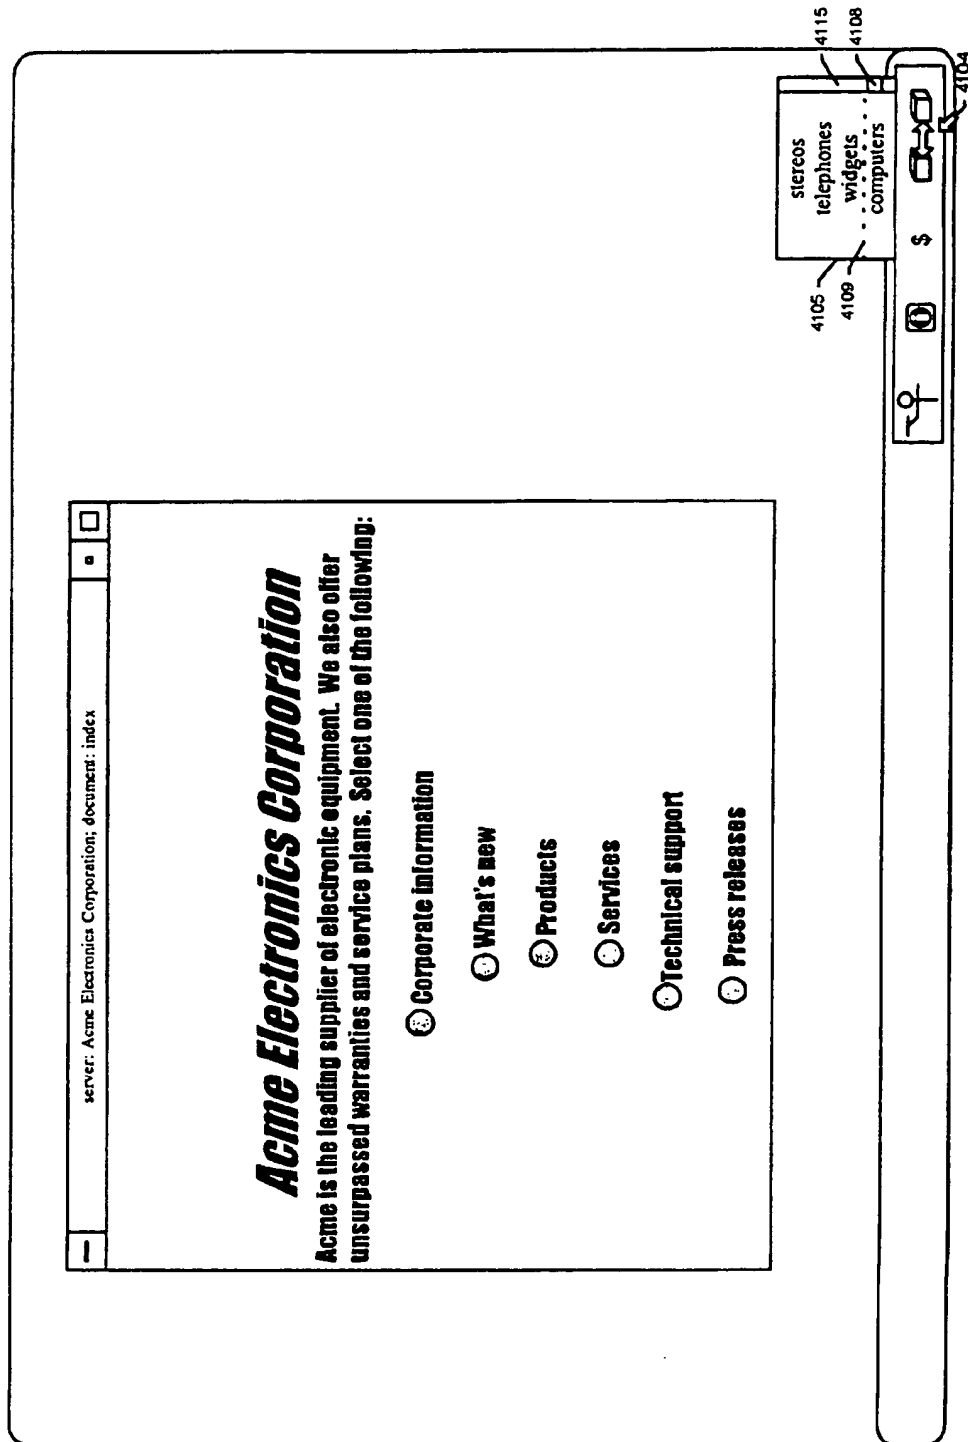 server: Acme Electronics Corporation; document: index
Acme Electronics Corporation
Acme is the leading supplier of electronic equipment. We also offer
unsurpassed warranties and service plans. Select one of the following:
Corporate information
What's new
Products
Services
Technical support
Press releases
stereos
telephones
widgets
computers
$
4105
4109
4115
4108
4104